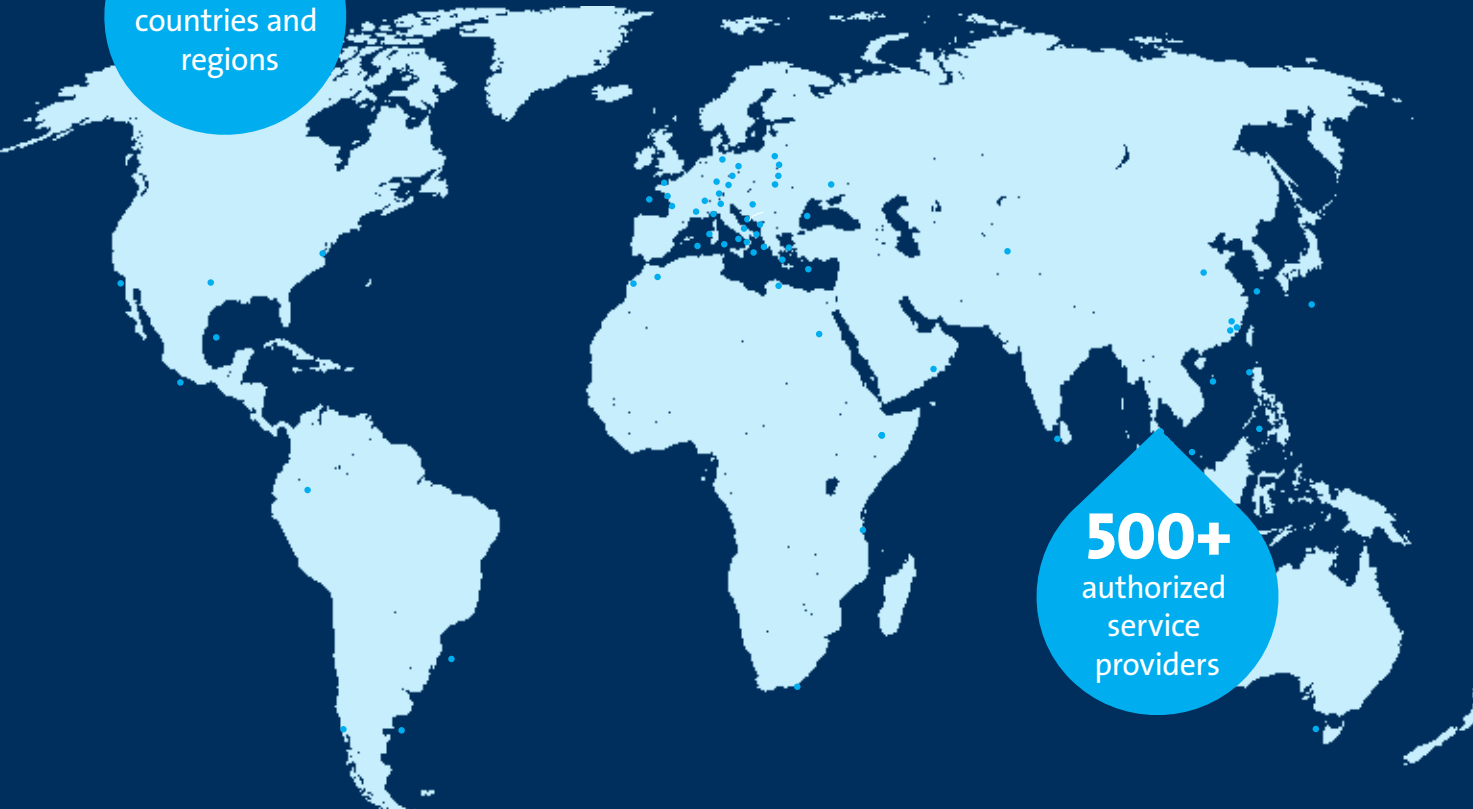 countries and
regions
500+
authorized
service
providers